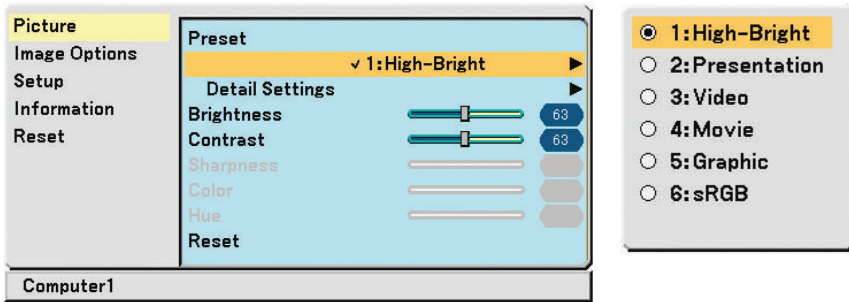 Picture
Image Options
Setup
Information
Reset
Preset
✓ 1:High-Bright
Detail Settings
Brightness 63
Contrast 63
Sharpness
Color
Hue
Reset
Computer1
1:High-Bright
2:Presentation
3:Video
4:Movie
5:Graphic
6:sRGB